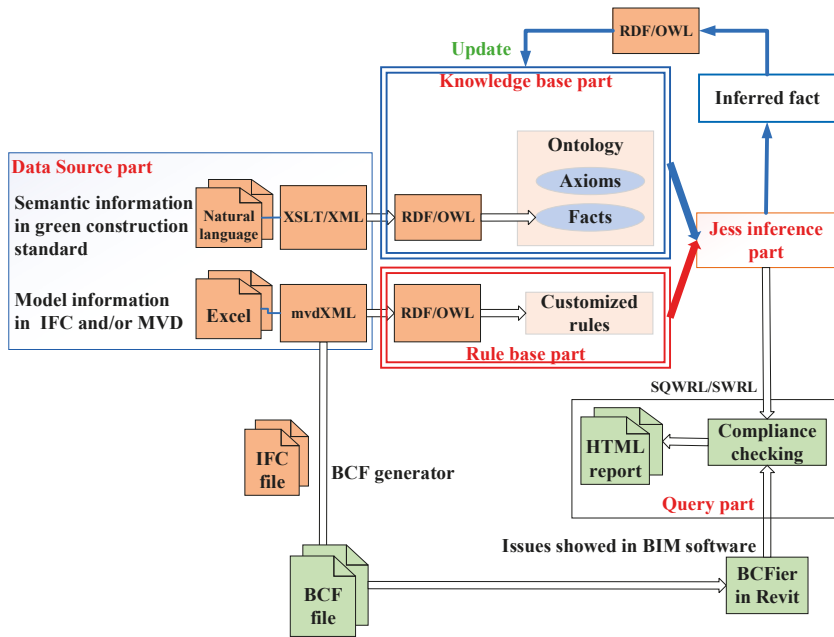 RDF/OWL
Update
Knowledge base part
Inferred fact
Ontology
Axioms
Facts
Data Source part
Semantic information
in green construction
standard
Natural
language
XSLT/XML
RDF/OWL
Jess inference
part
Model information
in IFC and/or MVD
Excel
mvdXML
RDF/OWL
Customized
rules
Rule base part
SQWRL/SWRL
HTML
report
Compliance
checking
Query part
IFC
file
BCF generator
Issues showed in BIM software
BCF
file
BCFier
in Revit